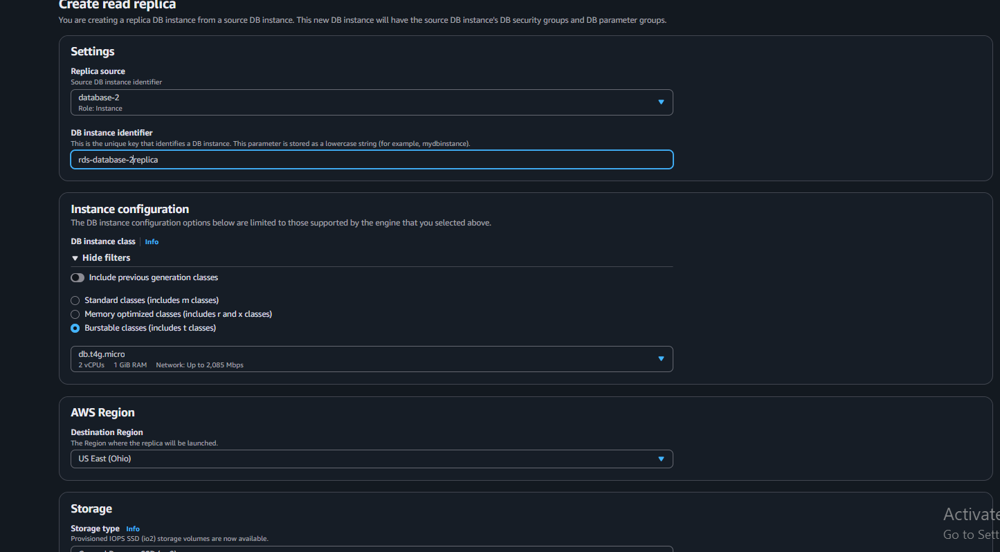 Create read replica
You are creating a replica DB instance from a source DB instance. This new DB instance will have the source DB instance's DB security groups and DB parameter groups.
Settings
Replica source
Source DB instance identifier
database-2
Role: Instance
DB instance identifier
This is the unique key that identifies a DB instance. This parameter is stored as a lowercase string (for example, mydbinstance).
rds-database-2replica
Instance configuration
The DB instance configuration options below are limited to those supported by the engine that you selected above.
DB instance class Info
Hide filters
Include previous generation classes
Standard classes (includes m classes)
Memory optimized classes (includes r and x classes)
Burstable classes (includes t classes)
db.t4g.micro
2 vCPUs 1 GiB RAM Network: Up to 2,085 Mbps
AWS Region
Destination Region
The Region where the replica will be launched.
US East (Ohio)
Storage
Storage type Info
Provisioned IOPS SSD (io2) storage volumes are now available.
Activate
Go to Sett